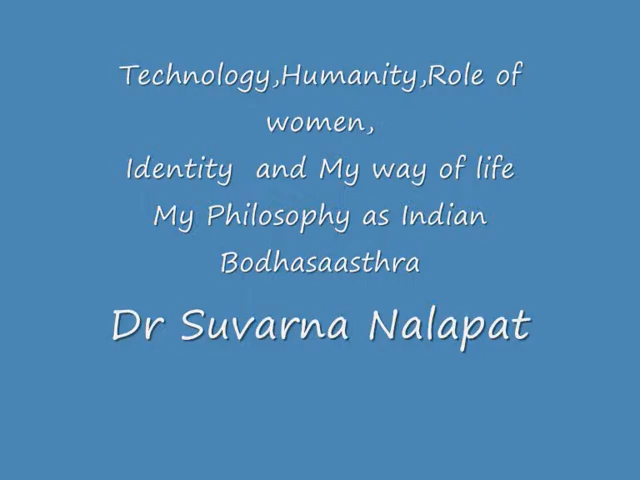 Technology,Humanity,Role of
women,
Identity  and My way of life
My Philosophy as Indian
Bodhasaasthra
Dr Suvarna Nalapat